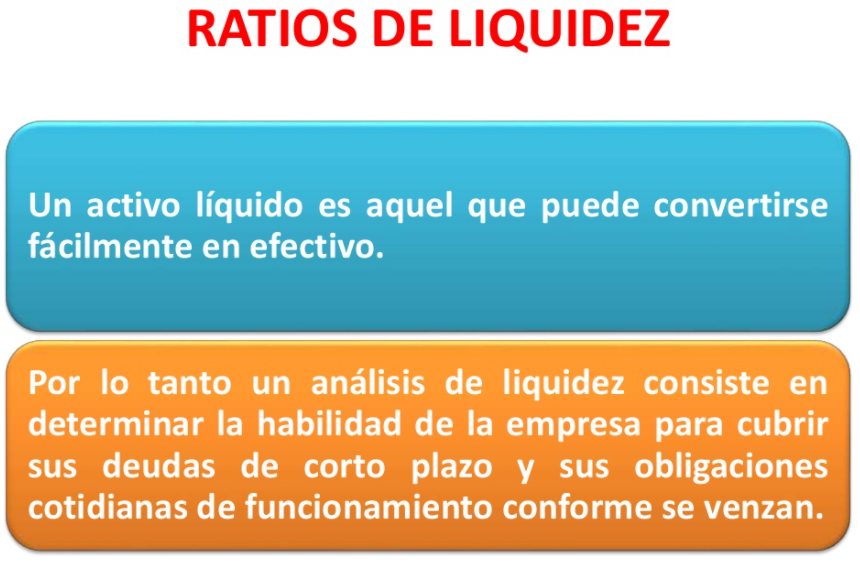 RATIOS DE LIQUIDEZ
Un activo líquido es aquel que puede convertirse
fácilmente en efectivo.
Por lo tanto un análisis de liquidez consiste en
determinar la habilidad de la empresa para cubrir
sus deudas de corto plazo y sus obligaciones
cotidianas de funcionamiento conforme se venzan.